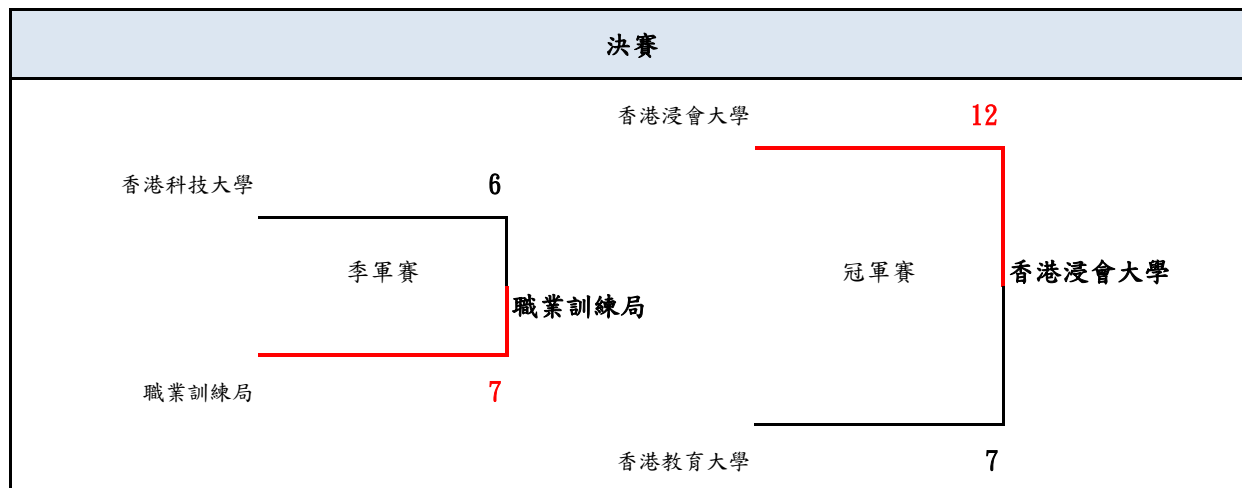 決賽
香港浸會大學 12
香港科技大學 6
季軍賽
冠軍賽
香港浸會大學
職業訓練局
職業訓練局 7
香港教育大學 7